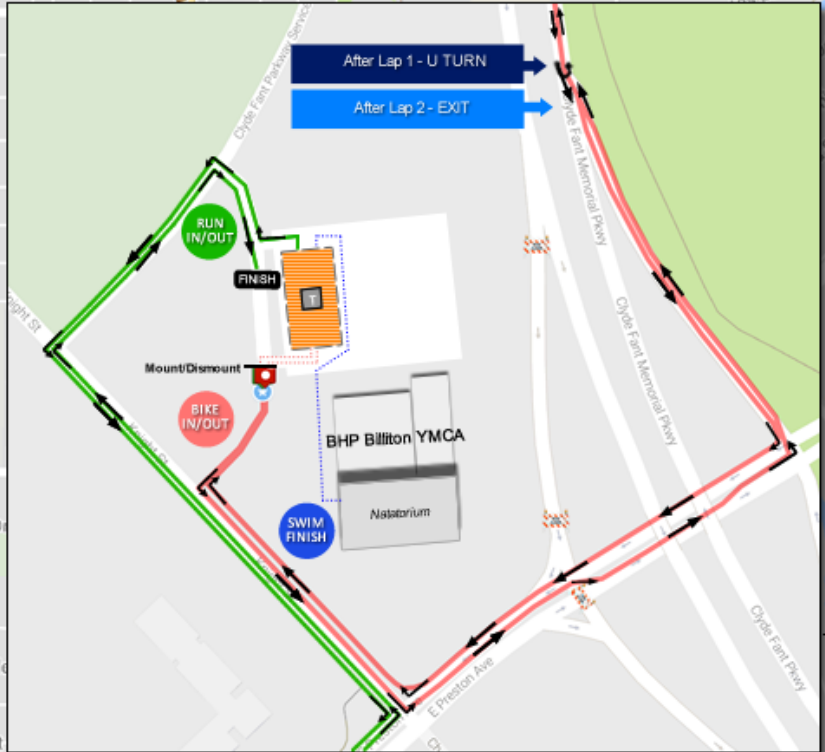 Clyde Fant Parkway Service
After Lap 1 - U TURN
After Lap 2 - EXIT
Clyde Fant Memorial Pkwy
RUN
IN/OUT
FINISH
T
Knight St
Clyde Fant Memorial Pkwy
Mount/Dismount
BIKE
IN/OUT
BHP Billiton YMCA
Knight St
Natatorium
SWIM
FINISH
E Preston Ave
Clyde Fant Pkwy